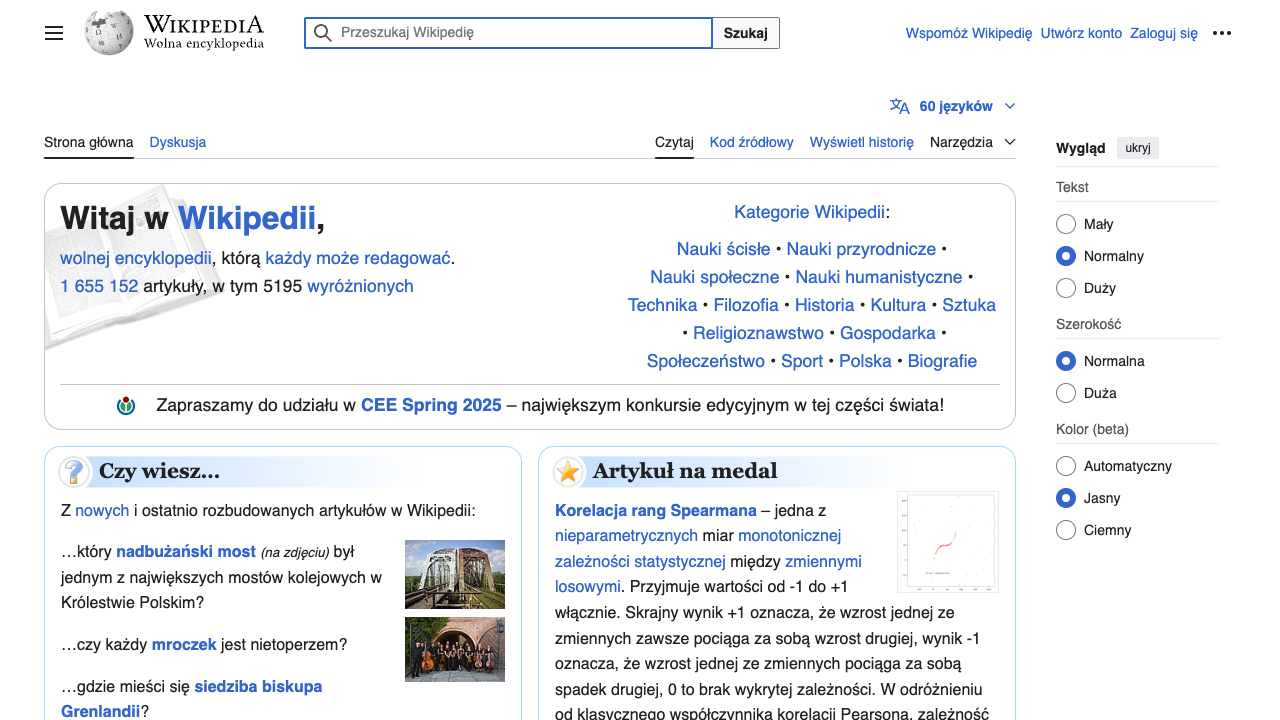 WIKIPEDIA
Wolna encyklopedia
Przeszukaj Wikipedię
Szukaj
Wspomóż Wikipedię Utwórz konto Zaloguj się
60 języków
Strona główna Dyskusja
Czytaj Kod źródłowy Wyświetl historię Narzędzia
Witaj w Wikipedii,
wolnej encyklopedii, którą każdy może redagować.
1 655 152 artykuły, w tym 5195 wyróżnionych
Kategorie Wikipedii:
Nauki ścisłe • Nauki przyrodnicze •
Nauki społeczne • Nauki humanistyczne •
Technika • Filozofia • Historia • Kultura • Sztuka
• Religioznawstwo • Gospodarka •
Społeczeństwo • Sport • Polska • Biografie
Zapraszamy do udziału w CEE Spring 2025 – największym konkursie edycyjnym w tej części świata!
Czy wiesz...
Z nowych i ostatnio rozbudowanych artykułów w Wikipedii:
…który nadbużański most (na zdjęciu) był
jednym z największych mostów kolejowych w
Królestwie Polskim?
…czy każdy mroczek jest nietoperzem?
…gdzie mieści się siedziba biskupa
Grenlandii?
Artykuł na medal
Korelacja rang Spearmana – jedna z
nieparametrycznych miar monotonicznej
zależności statystycznej między zmiennymi
losowymi. Przyjmuje wartości od -1 do +1
włącznie. Skrajny wynik +1 oznacza, że wzrost jednej ze
zmiennych zawsze pociąga za sobą wzrost drugiej, wynik -1
oznacza, że wzrost jednej ze zmiennych pociąga za sobą
spadek drugiej, 0 to brak wykrytej zależności. W odróżnieniu
od klasycznego współczynnika korelacji Pearsona, zależność
Wygląd ukryj
Tekst
Mały
Normalny
Duży
Szerokość
Normalna
Duża
Kolor (beta)
Automatyczny
Jasny
Ciemny